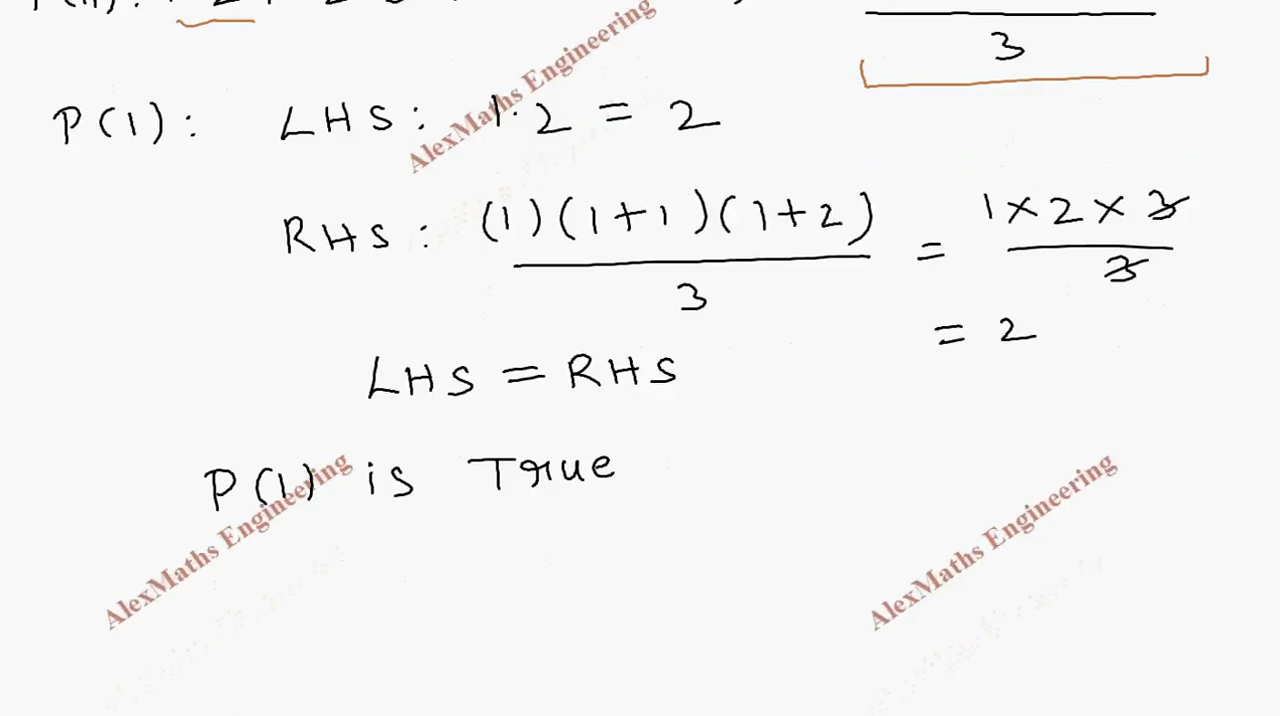 3
P(1): LHS: 1·2 = 2
RHS: (1)(1+1)(1+2) = 1×2×3
3 3
= 2
LHS = RHS
P(1) is True
AlexMaths Engineering
AlexMaths Engineering
AlexMaths Engineering